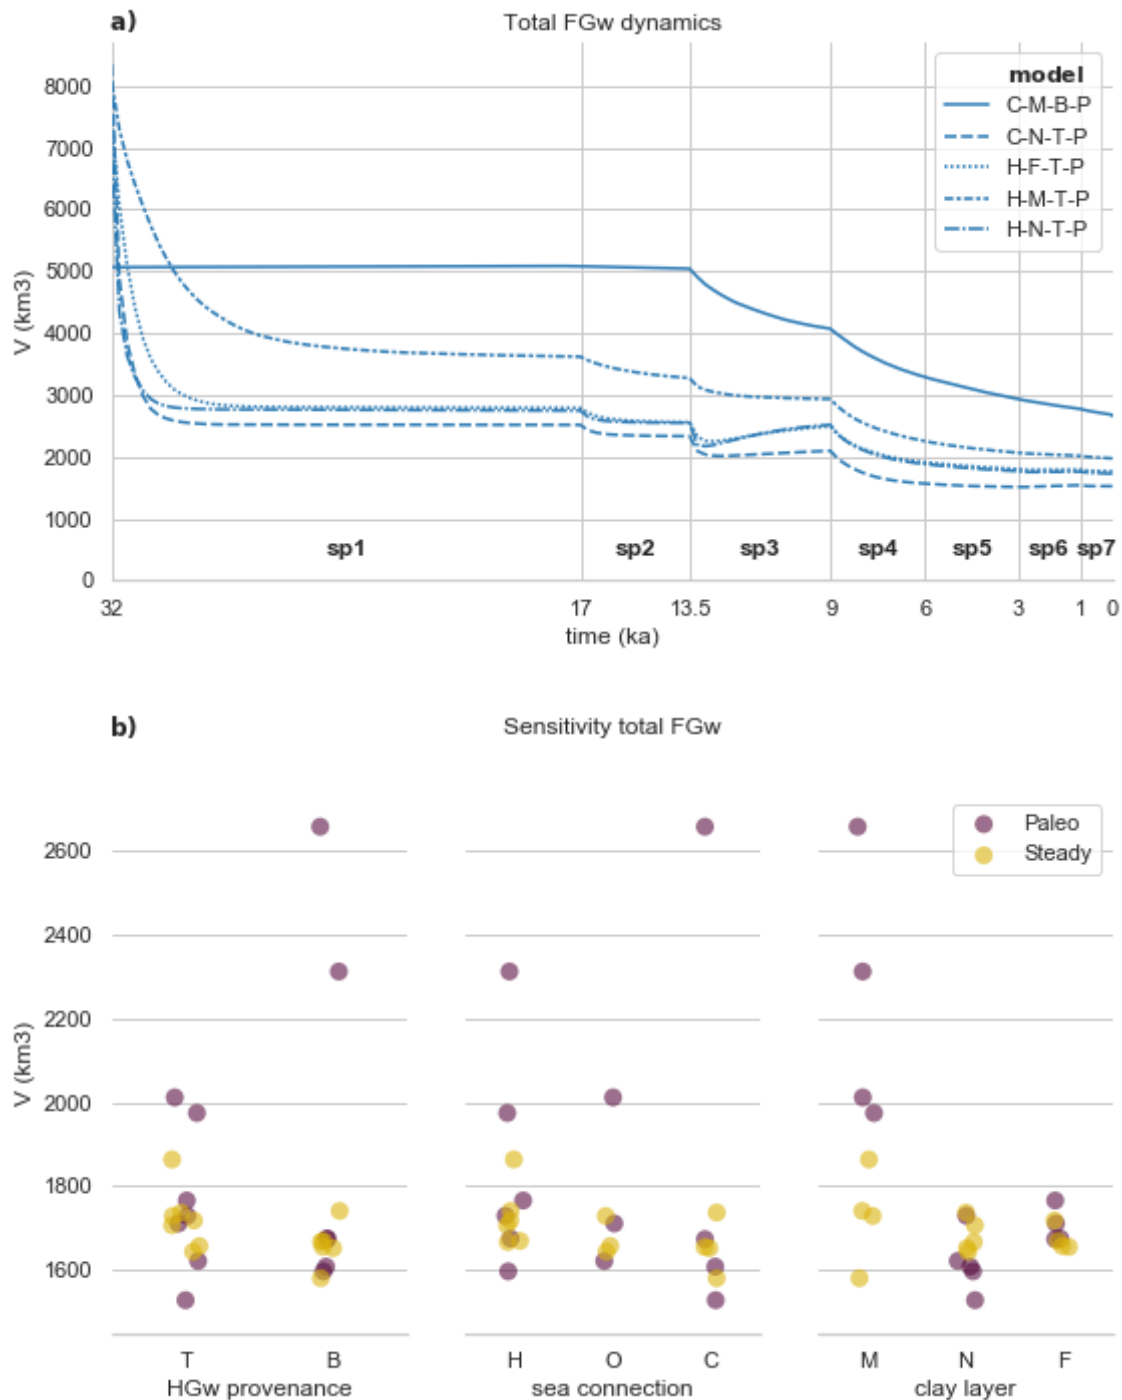 a)
Total FGw dynamics
8000
7000
6000
5000
4000
3000
2000
1000
0
V (km3)
model
C-M-B-P
C-N-T-P
H-F-T-P
H-M-T-P
H-N-T-P
sp1 sp2 sp3 sp4 sp5 sp6 sp7
32 17 13.5 9 6 3 1 0
time (ka)
b)
Sensitivity total FGw
Paleo
Steady
2600
2400
2200
2000
1800
1600
V (km3)
T B H O C M N F
HGw provenance sea connection clay layer